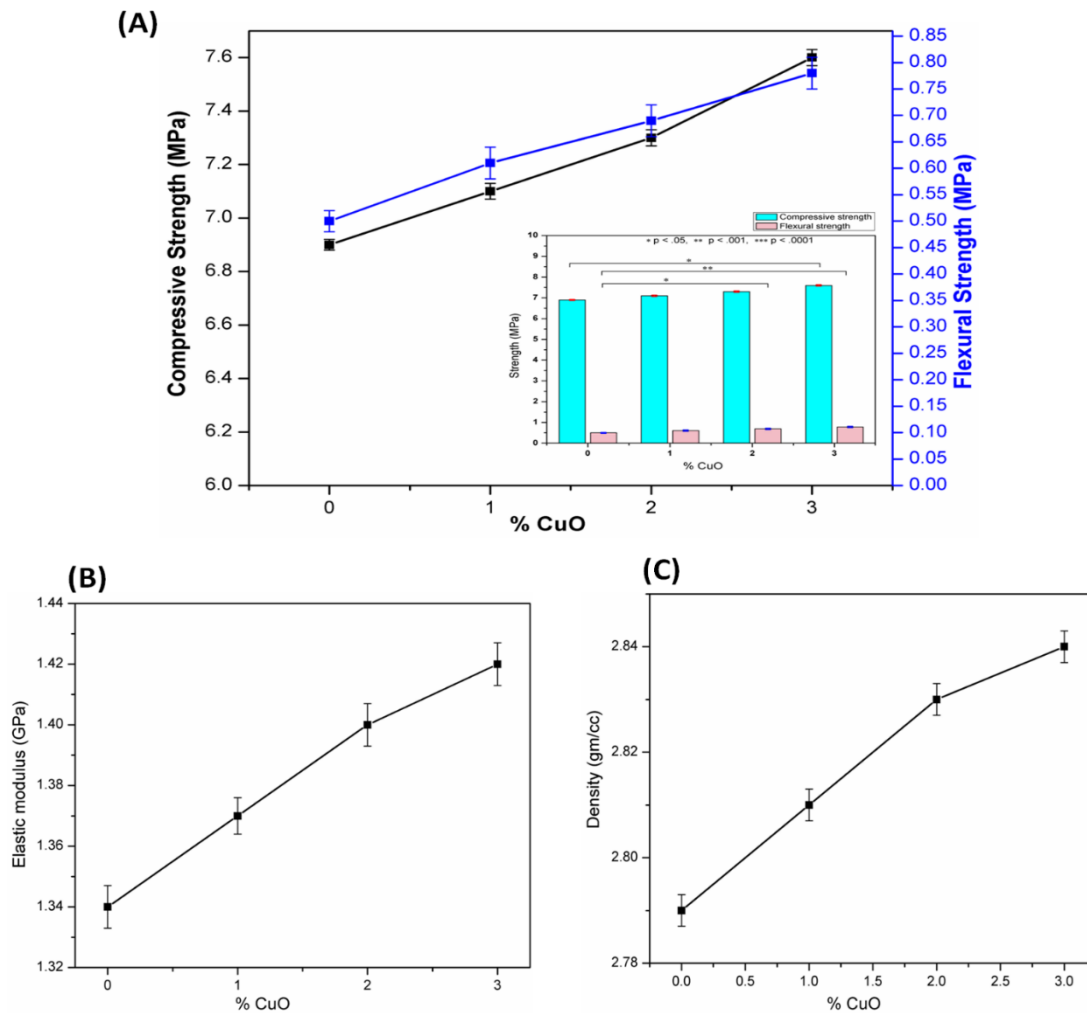 (A)
Compressive Strength (MPa)
7.6
7.4
7.2
7.0
6.8
6.6
6.4
6.2
6.0
0 1 2 3
% CuO
0.85
0.80
0.75
0.70
0.65
0.60
0.55
0.50
0.45
0.40
0.35
0.30
0.25
0.20
0.15
0.10
0.05
0.00
Flexural Strength (MPa)
Compressive strength
Flexural strength
* p < .05, ** p < .001, *** p < .0001
*
**
*
Strength (MPa)
10
9
8
7
6
5
4
3
2
1
0
0 1 2 3
% CuO
(B)
Elastic modulus (GPa)
1.44
1.42
1.40
1.38
1.36
1.34
1.32
0 1 2 3
% CuO
(C)
Density (gm/cc)
2.84
2.82
2.80
2.78
0.0 0.5 1.0 1.5 2.0 2.5 3.0
% CuO